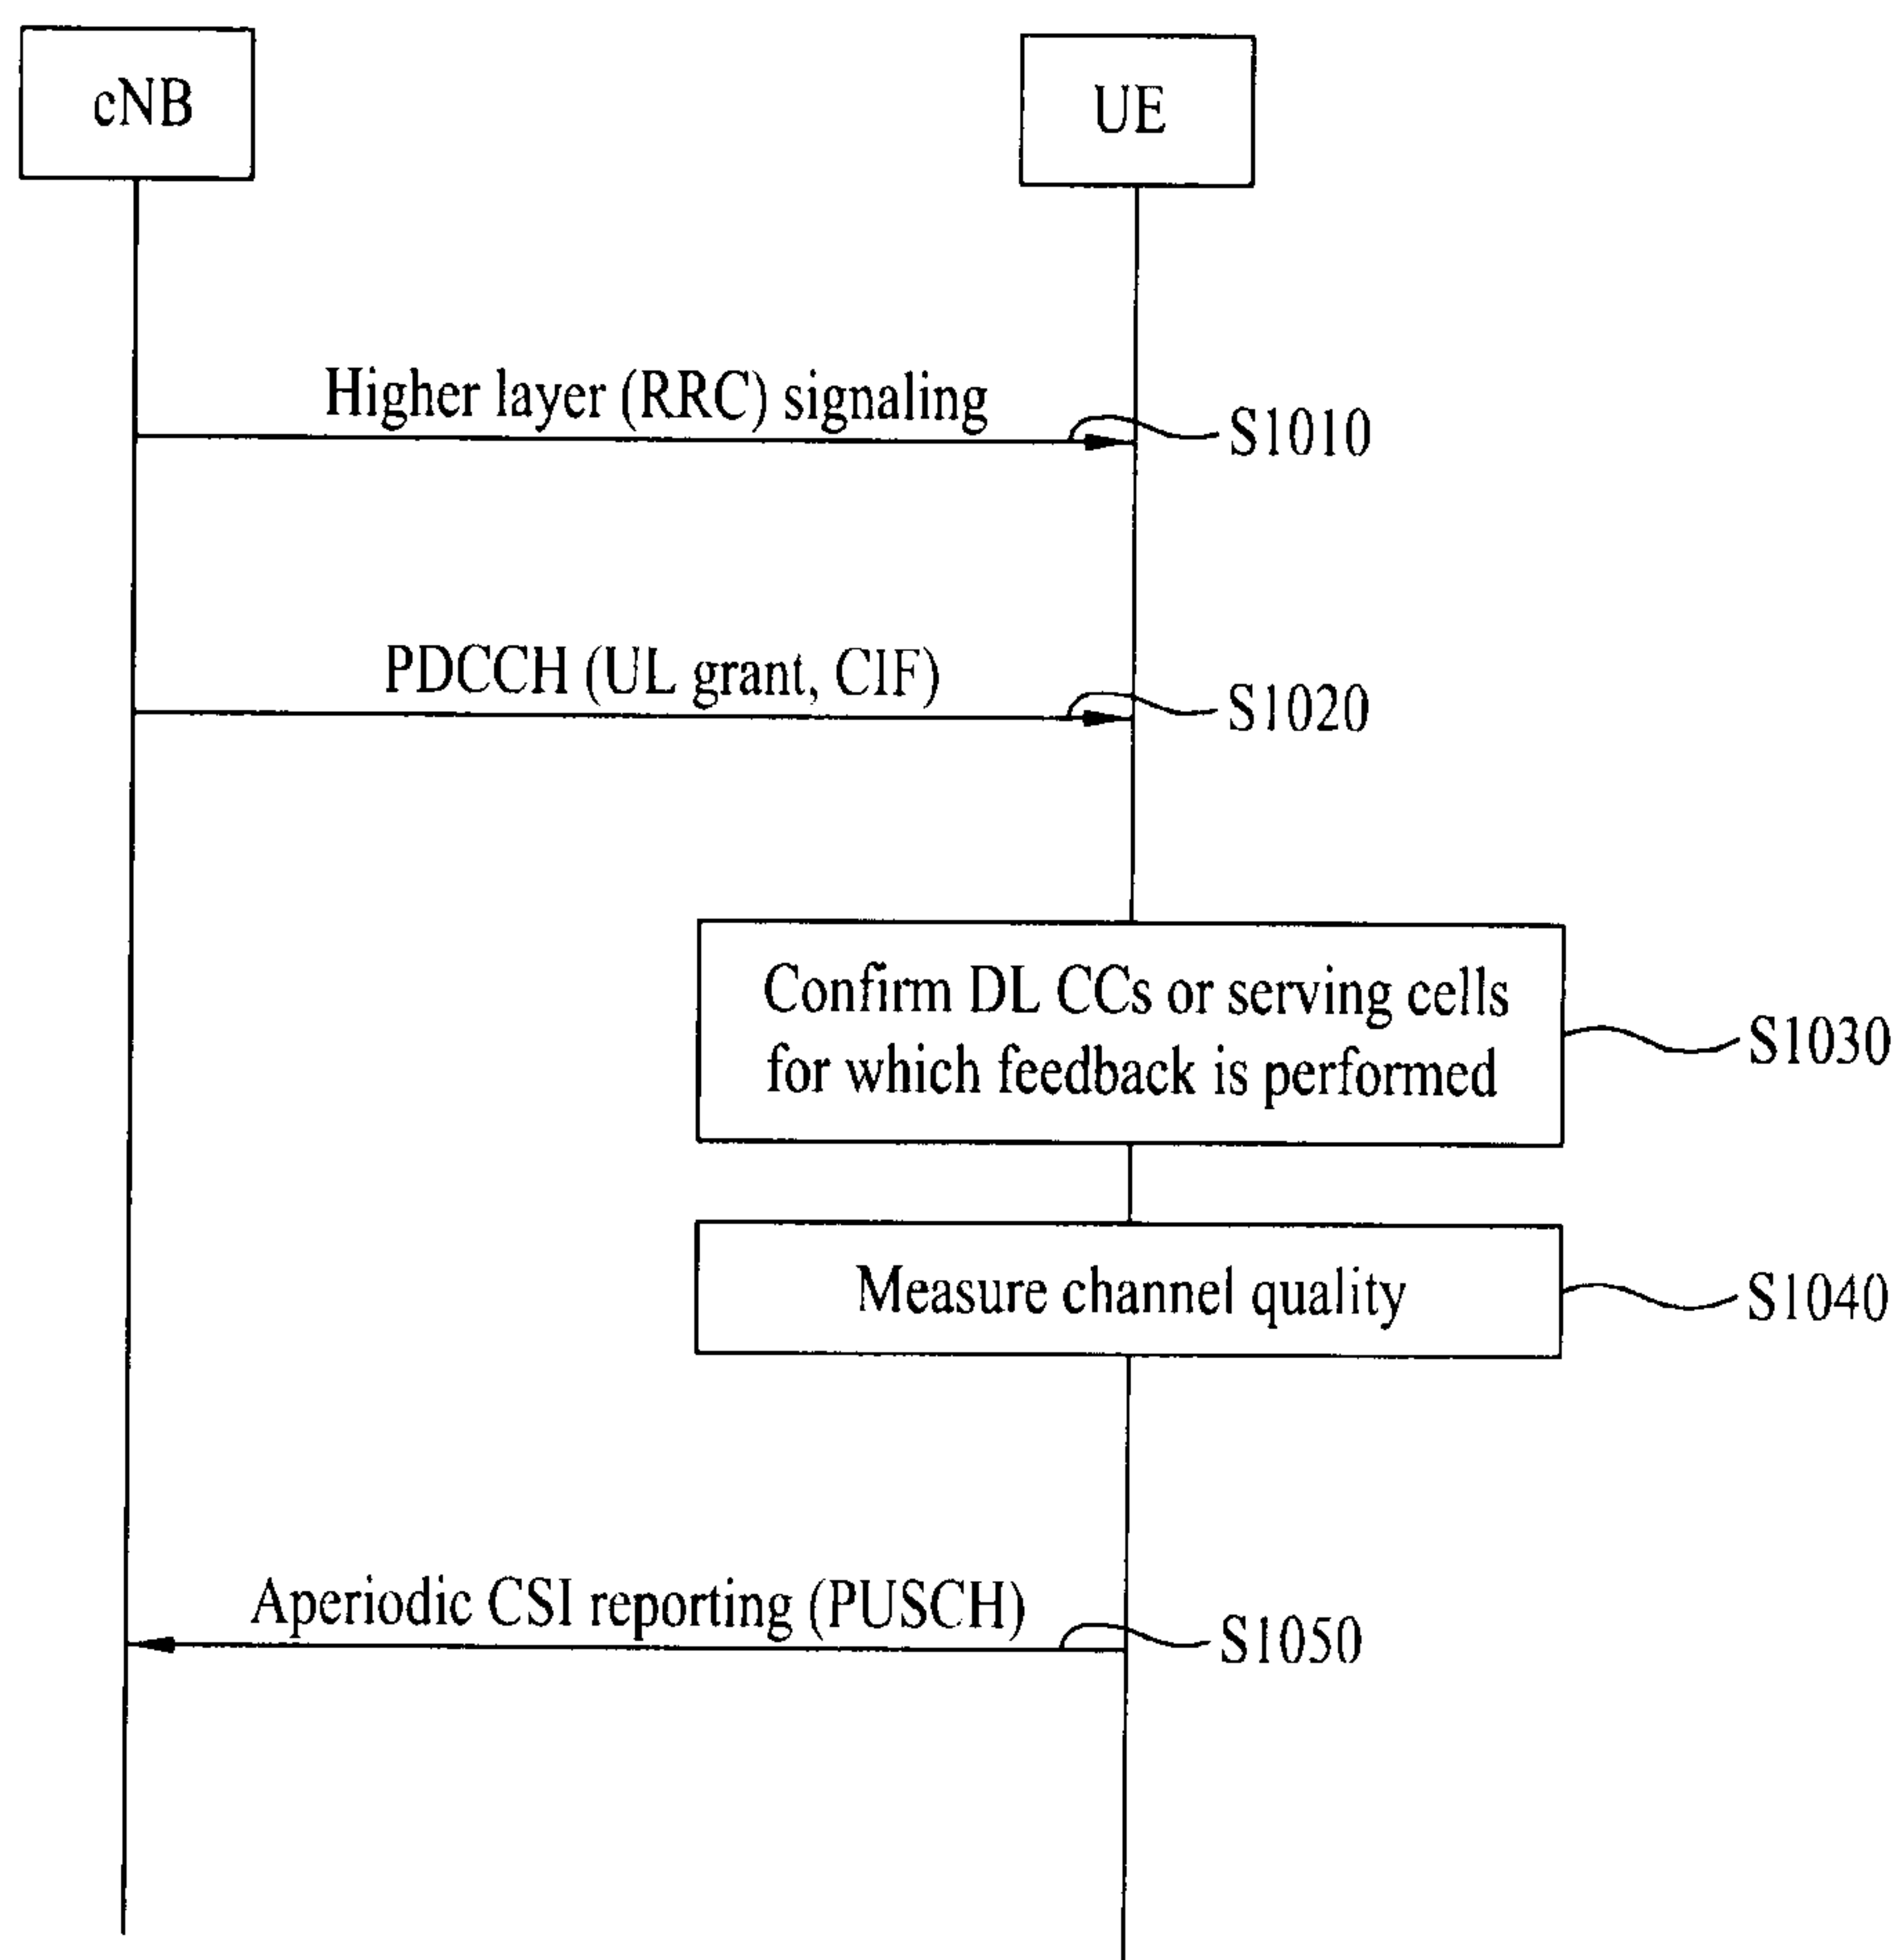 cNB
UE
Higher layer (RRC) signaling
S1010
PDCCH (UL grant, CIF)
S1020
Confirm DL CCs or serving cells
for which feedback is performed
S1030
Measure channel quality
S1040
Aperiodic CSI reporting (PUSCH)
S1050